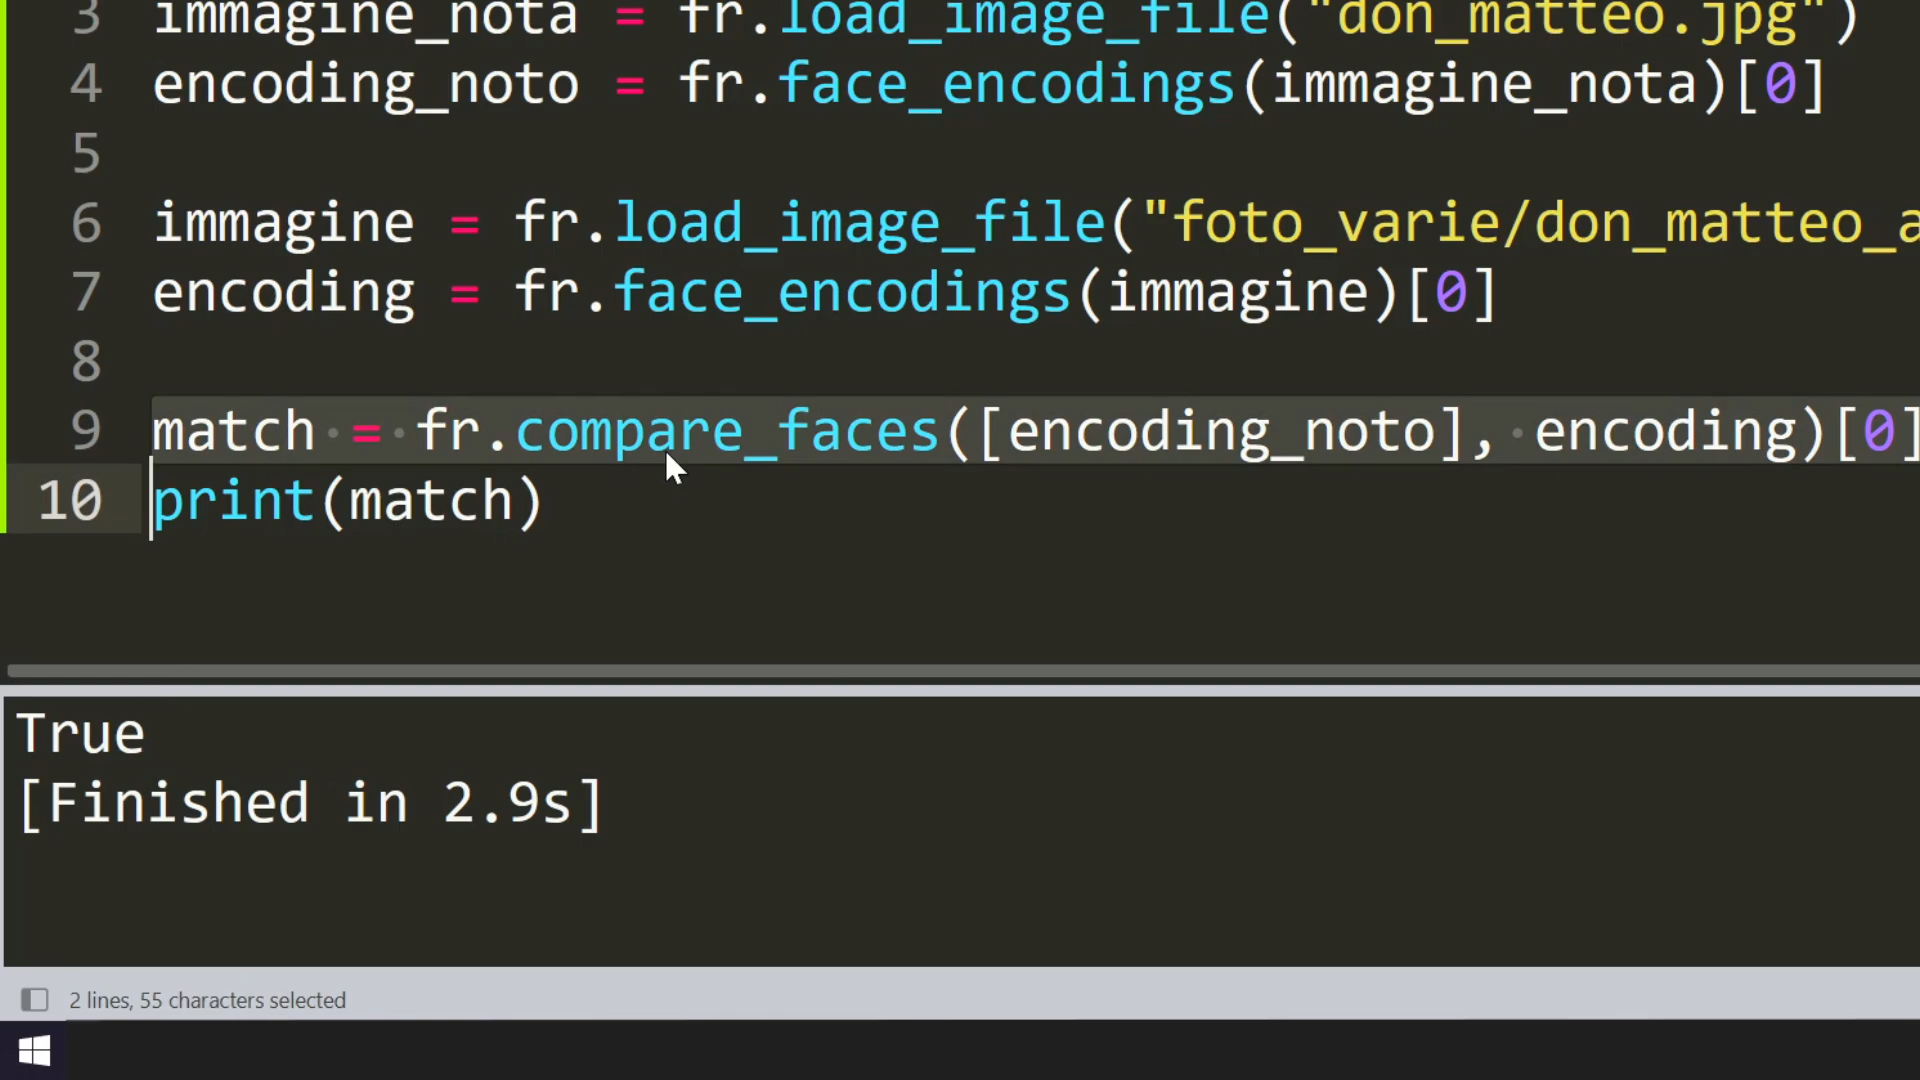 3 immagine_nota = fr.load_image_file("don_matteo.jpg")
4 encoding_noto = fr.face_encodings(immagine_nota)[0]
5
6 immagine = fr.load_image_file("foto_varie/don_matteo_a
7 encoding = fr.face_encodings(immagine)[0]
8
9 match = fr.compare_faces([encoding_noto], encoding)[0]
10 print(match)
True
[Finished in 2.9s]
2 lines, 55 characters selected